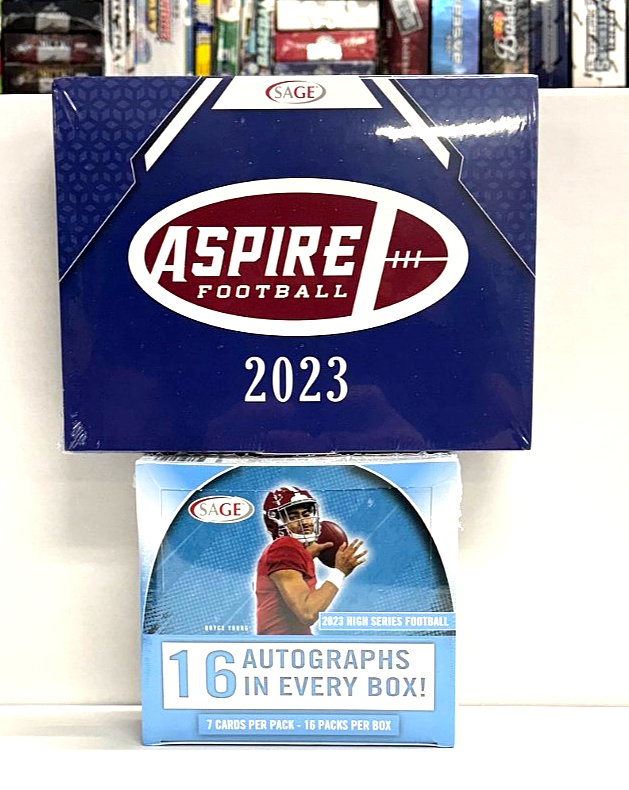 SAGE
ASPIRE
FOOTBALL
2023
SAGE
BRYCE YOUNG
2023 HIGH SERIES FOOTBALL
16 AUTOGRAPHS
IN EVERY BOX!
7 CARDS PER PACK - 16 PACKS PER BOX